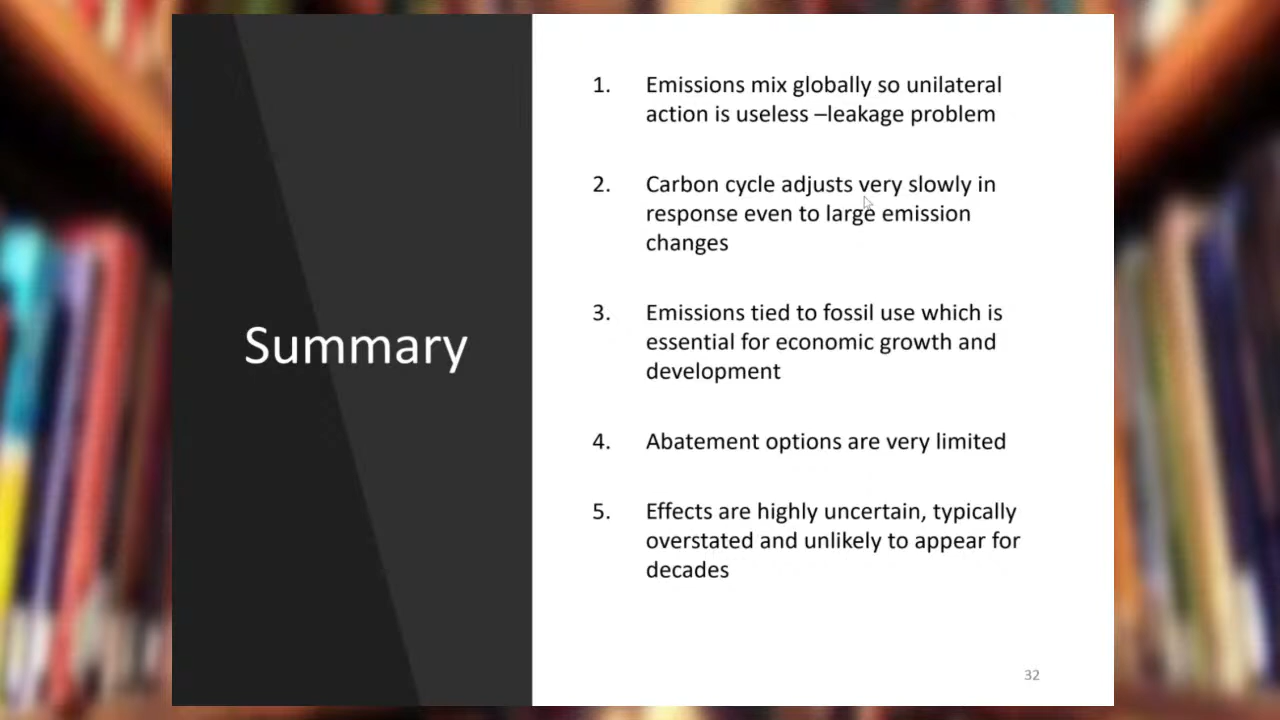 Summary
1. Emissions mix globally so unilateral
action is useless –leakage problem
2. Carbon cycle adjusts very slowly in
response even to large emission
changes
3. Emissions tied to fossil use which is
essential for economic growth and
development
4. Abatement options are very limited
5. Effects are highly uncertain, typically
overstated and unlikely to appear for
decades
32